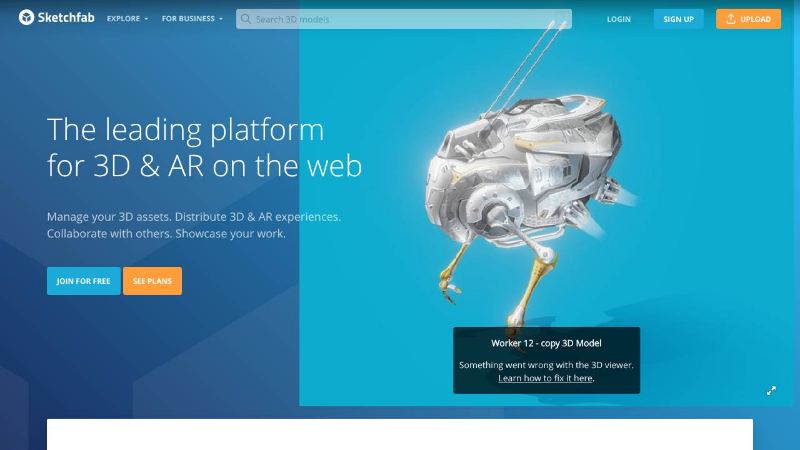 Sketchfab
EXPLORE
FOR BUSINESS
Search 3D models
LOGIN
SIGN UP
UPLOAD
The leading platform
for 3D & AR on the web
Manage your 3D assets. Distribute 3D & AR experiences.
Collaborate with others. Showcase your work.
JOIN FOR FREE
SEE PLANS
Worker 12 - copy 3D Model
Something went wrong with the 3D viewer.
Learn how to fix it here.